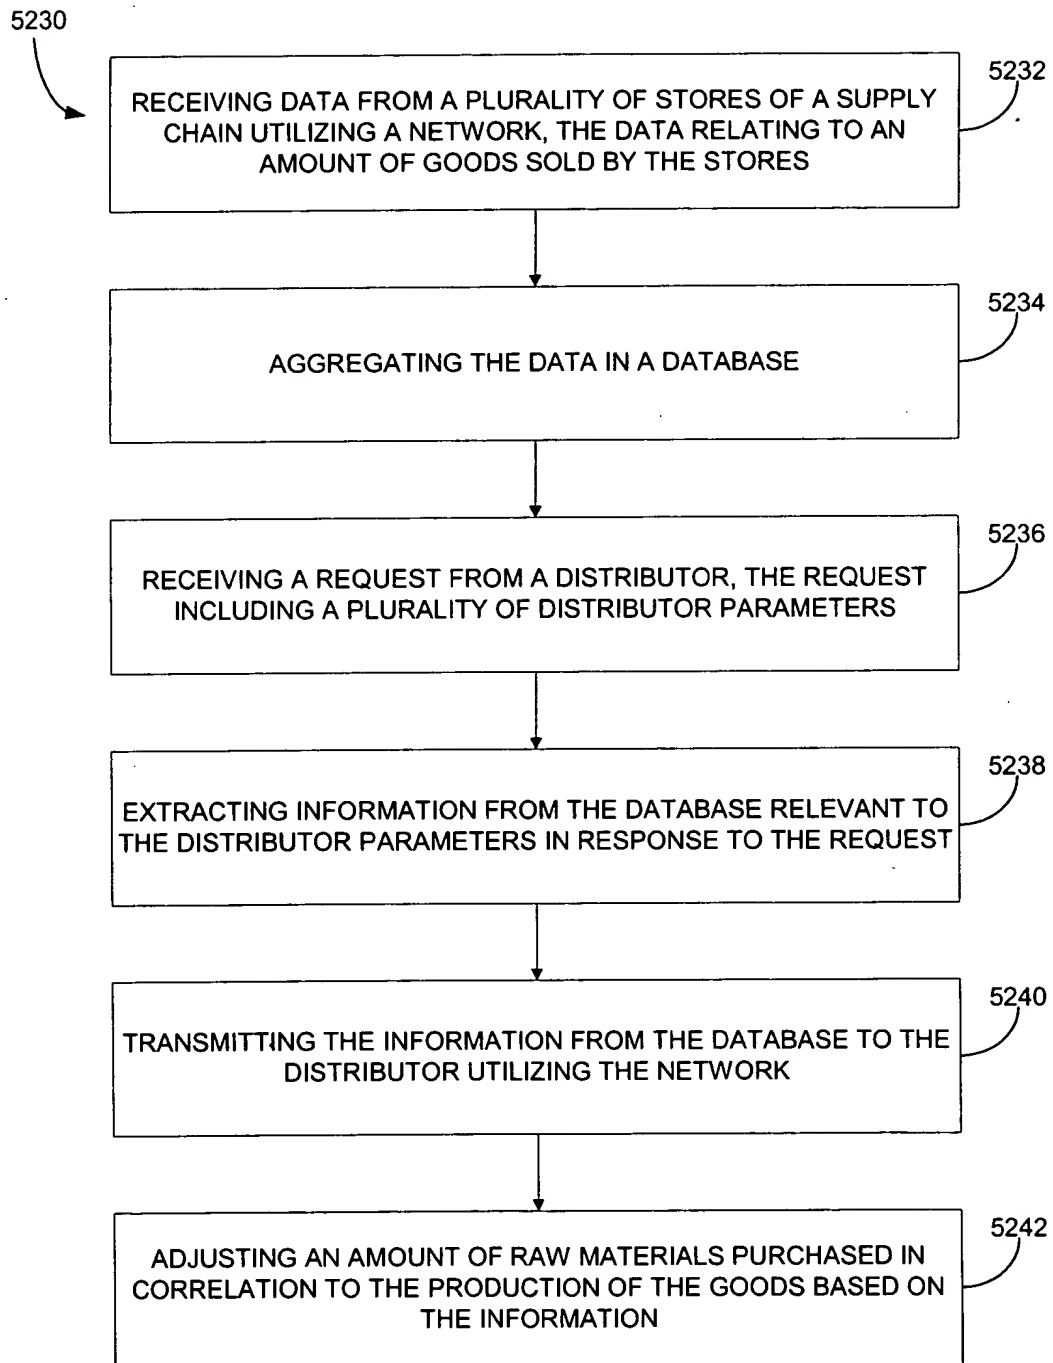 5230
5232
RECEIVING DATA FROM A PLURALITY OF STORES OF A SUPPLY
CHAIN UTILIZING A NETWORK, THE DATA RELATING TO AN
AMOUNT OF GOODS SOLD BY THE STORES
5234
AGGREGATING THE DATA IN A DATABASE
5236
RECEIVING A REQUEST FROM A DISTRIBUTOR, THE REQUEST
INCLUDING A PLURALITY OF DISTRIBUTOR PARAMETERS
5238
EXTRACTING INFORMATION FROM THE DATABASE RELEVANT TO
THE DISTRIBUTOR PARAMETERS IN RESPONSE TO THE REQUEST
5240
TRANSMITTING THE INFORMATION FROM THE DATABASE TO THE
DISTRIBUTOR UTILIZING THE NETWORK
5242
ADJUSTING AN AMOUNT OF RAW MATERIALS PURCHASED IN
CORRELATION TO THE PRODUCTION OF THE GOODS BASED ON
THE INFORMATION